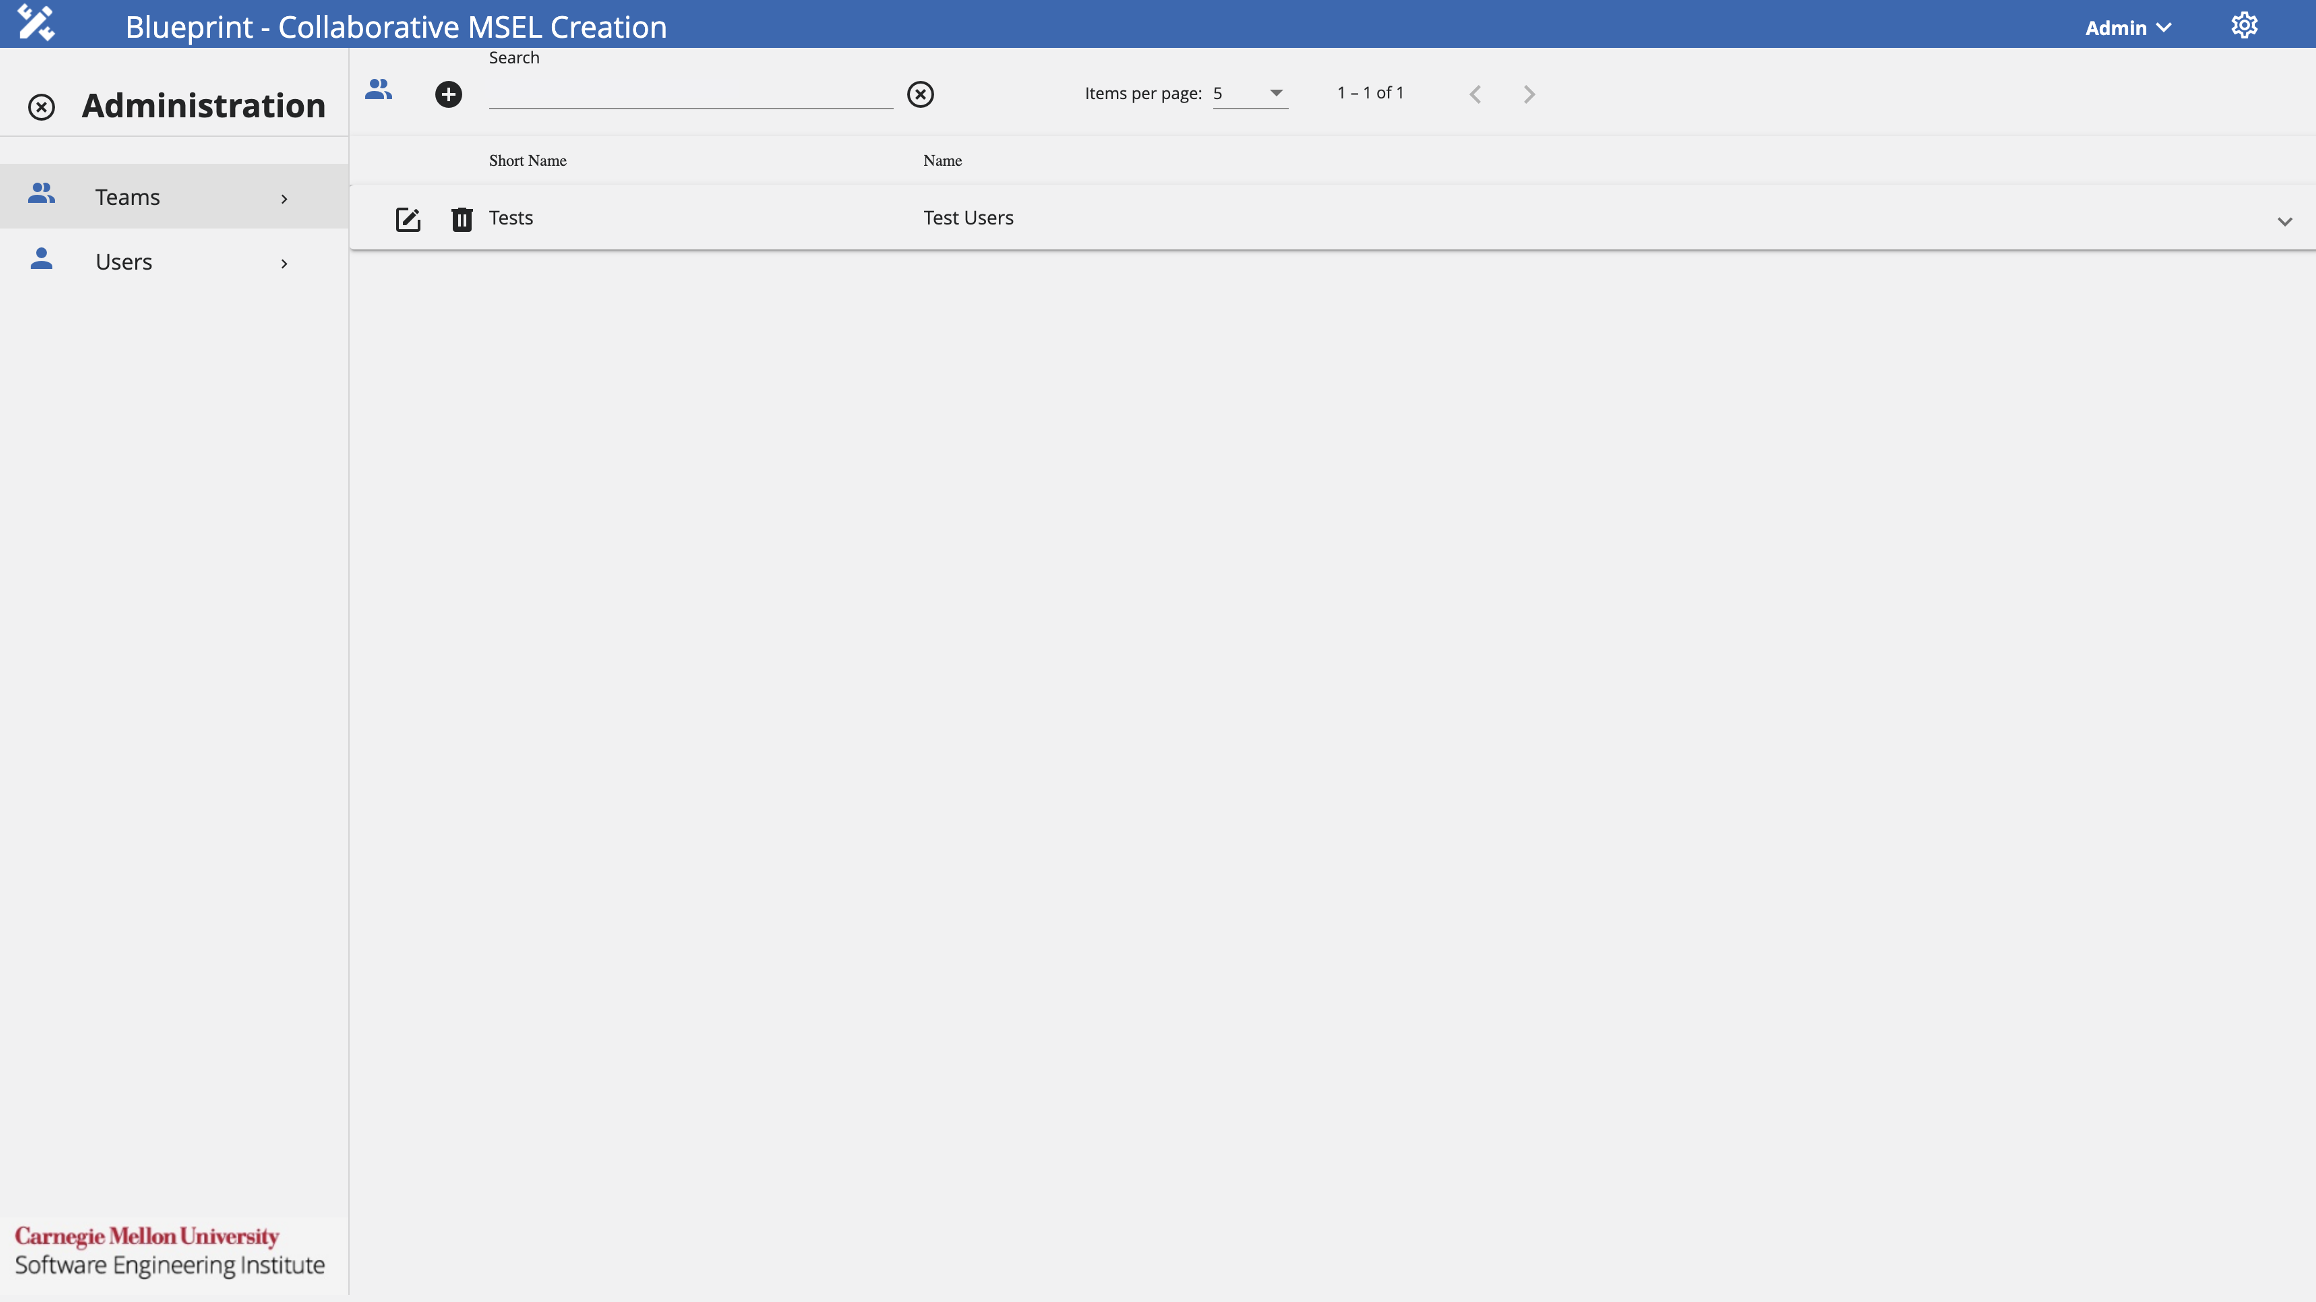 Blueprint - Collaborative MSEL Creation
Admin
Administration
Search
Items per page: 5
1 – 1 of 1
Short Name
Name
Teams
Tests
Test Users
Users
Carnegie Mellon University
Software Engineering Institute